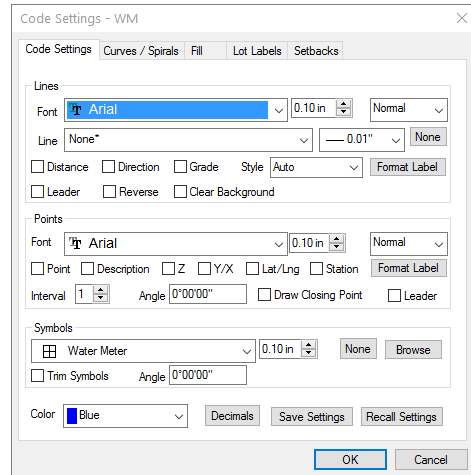 Code Settings - WM
Code Settings Curves / Spirals Fill Lot Labels Setbacks
Lines
Font Arial 0.10 in Normal
Line None* 0.01" None
Distance Direction Grade Style Auto Format Label
Leader Reverse Clear Background
Points
Font Arial 0.10 in Normal
Point Description Z Y/X Lat/Lng Station Format Label
Interval 1 Angle 0°00'00" Draw Closing Point Leader
Symbols
Water Meter 0.10 in None Browse
Trim Symbols Angle 0°00'00"
Color Blue Decimals Save Settings Recall Settings
OK Cancel